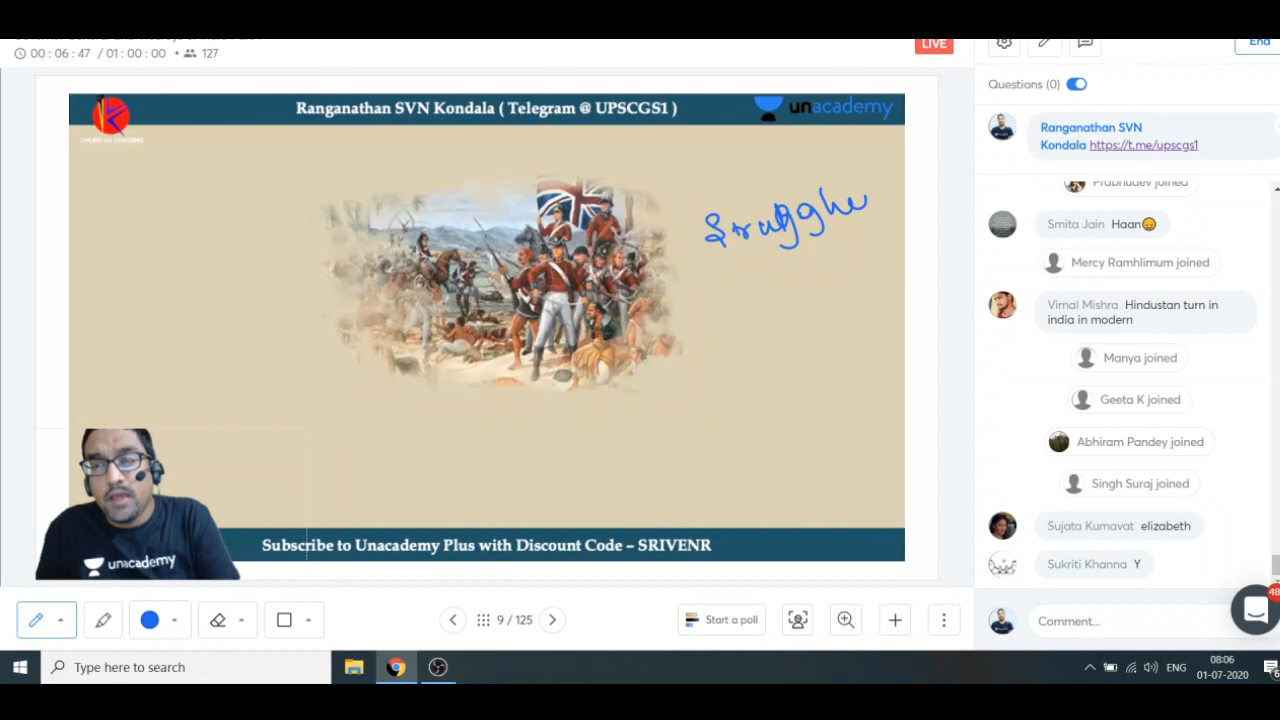 00 : 06 : 47 / 01 : 00 : 00 • 127
LIVE
End
Ranganathan SVN Kondala ( Telegram @ UPSCGS1 )
unacademy
unacademy
Subscribe to Unacademy Plus with Discount Code – SRIVENR
Questions (0)
Ranganathan SVN
Kondala https://t.me/upscgs1
Prabhudev joined
Smita Jain Haan😑
Mercy Ramhlimum joined
Vimal Mishra Hindustan turn in
india in modern
Manya joined
Geeta K joined
Abhiram Pandey joined
Singh Suraj joined
Sujata Kumavat elizabeth
Sukriti Khanna Y
48
Comment...
9 / 125
Start a poll
Type here to search
ENG
08:06
01-07-2020
6